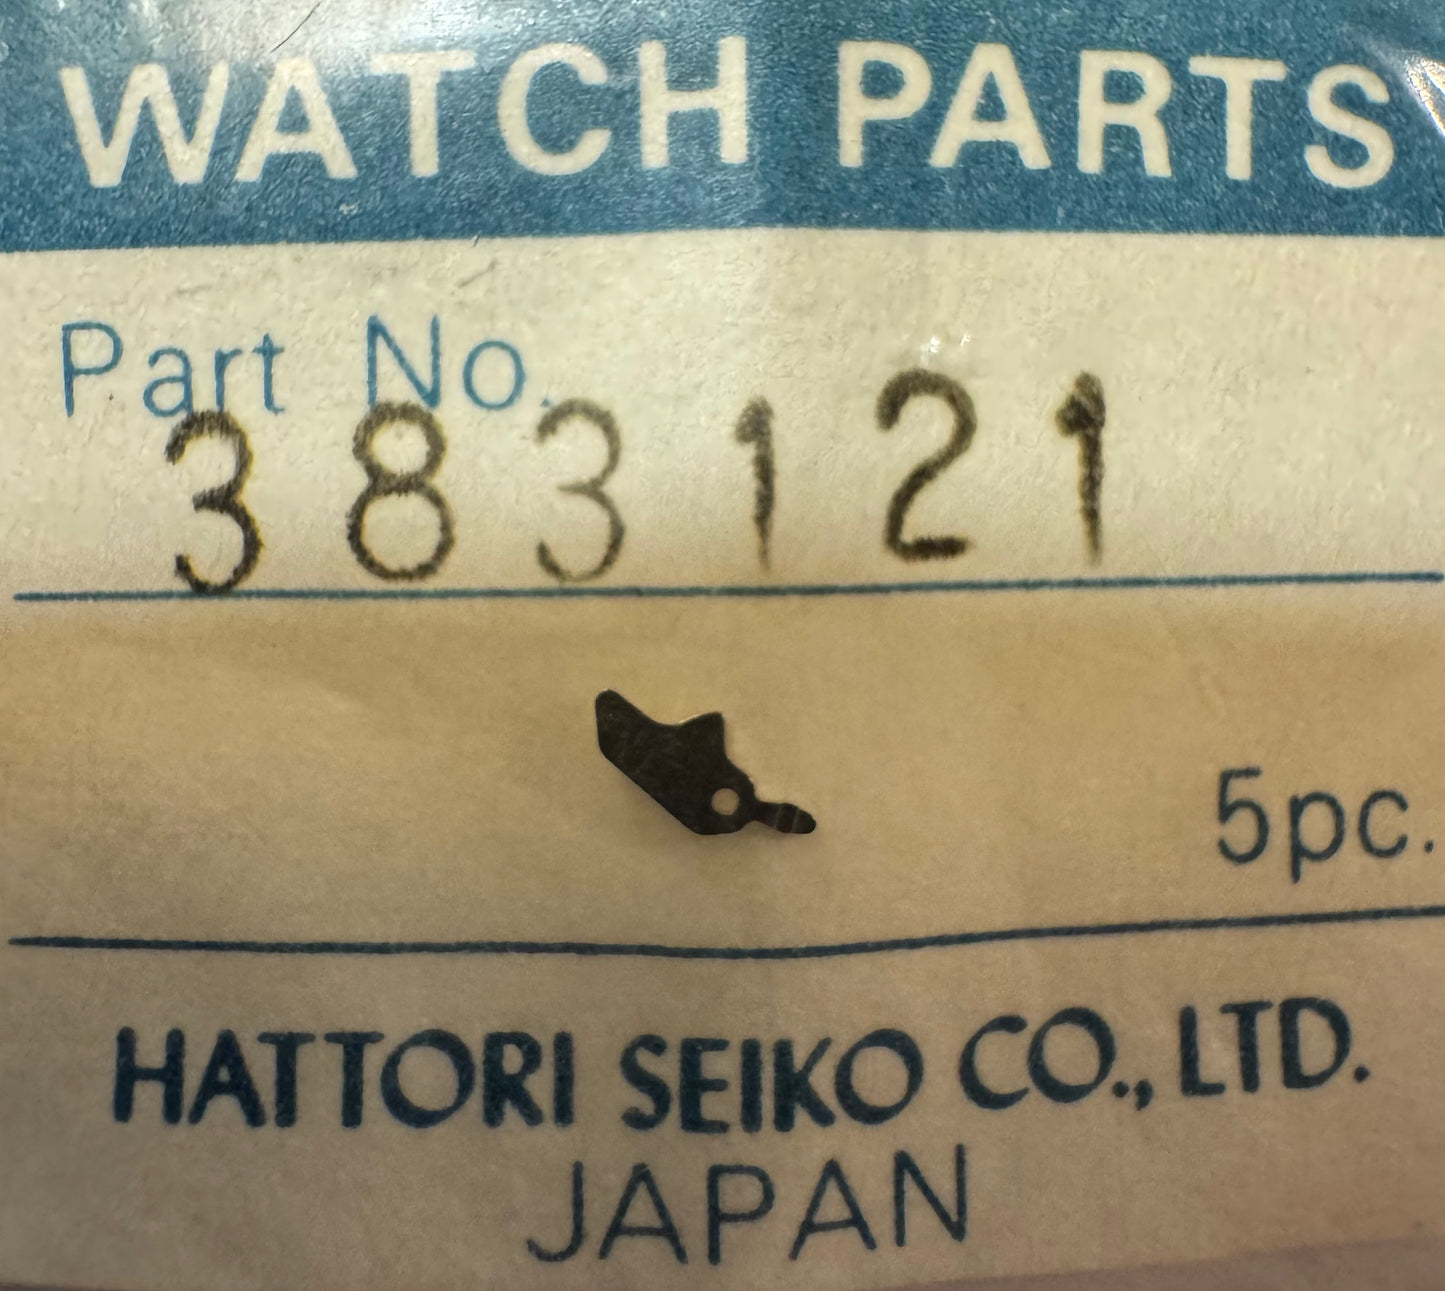 WATCH PARTS
Part No.
383121
5pc.
HATTORI SEIKO CO., LTD.
JAPAN